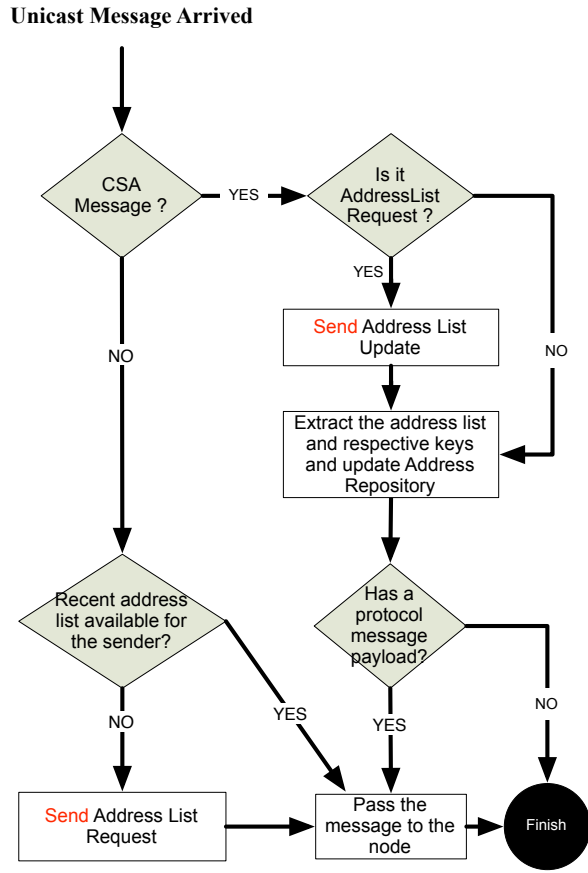 Unicast Message Arrived
CSA
Message ?
YES
Is it
AddressList
Request ?
YES
NO
Send Address List
Update
NO
Extract the address list
and respective keys
and update Address
Repository
Recent address
list available for
the sender?
Has a
protocol
message
payload?
NO
YES
YES
NO
Send Address List
Request
Pass the
message to the
node
Finish